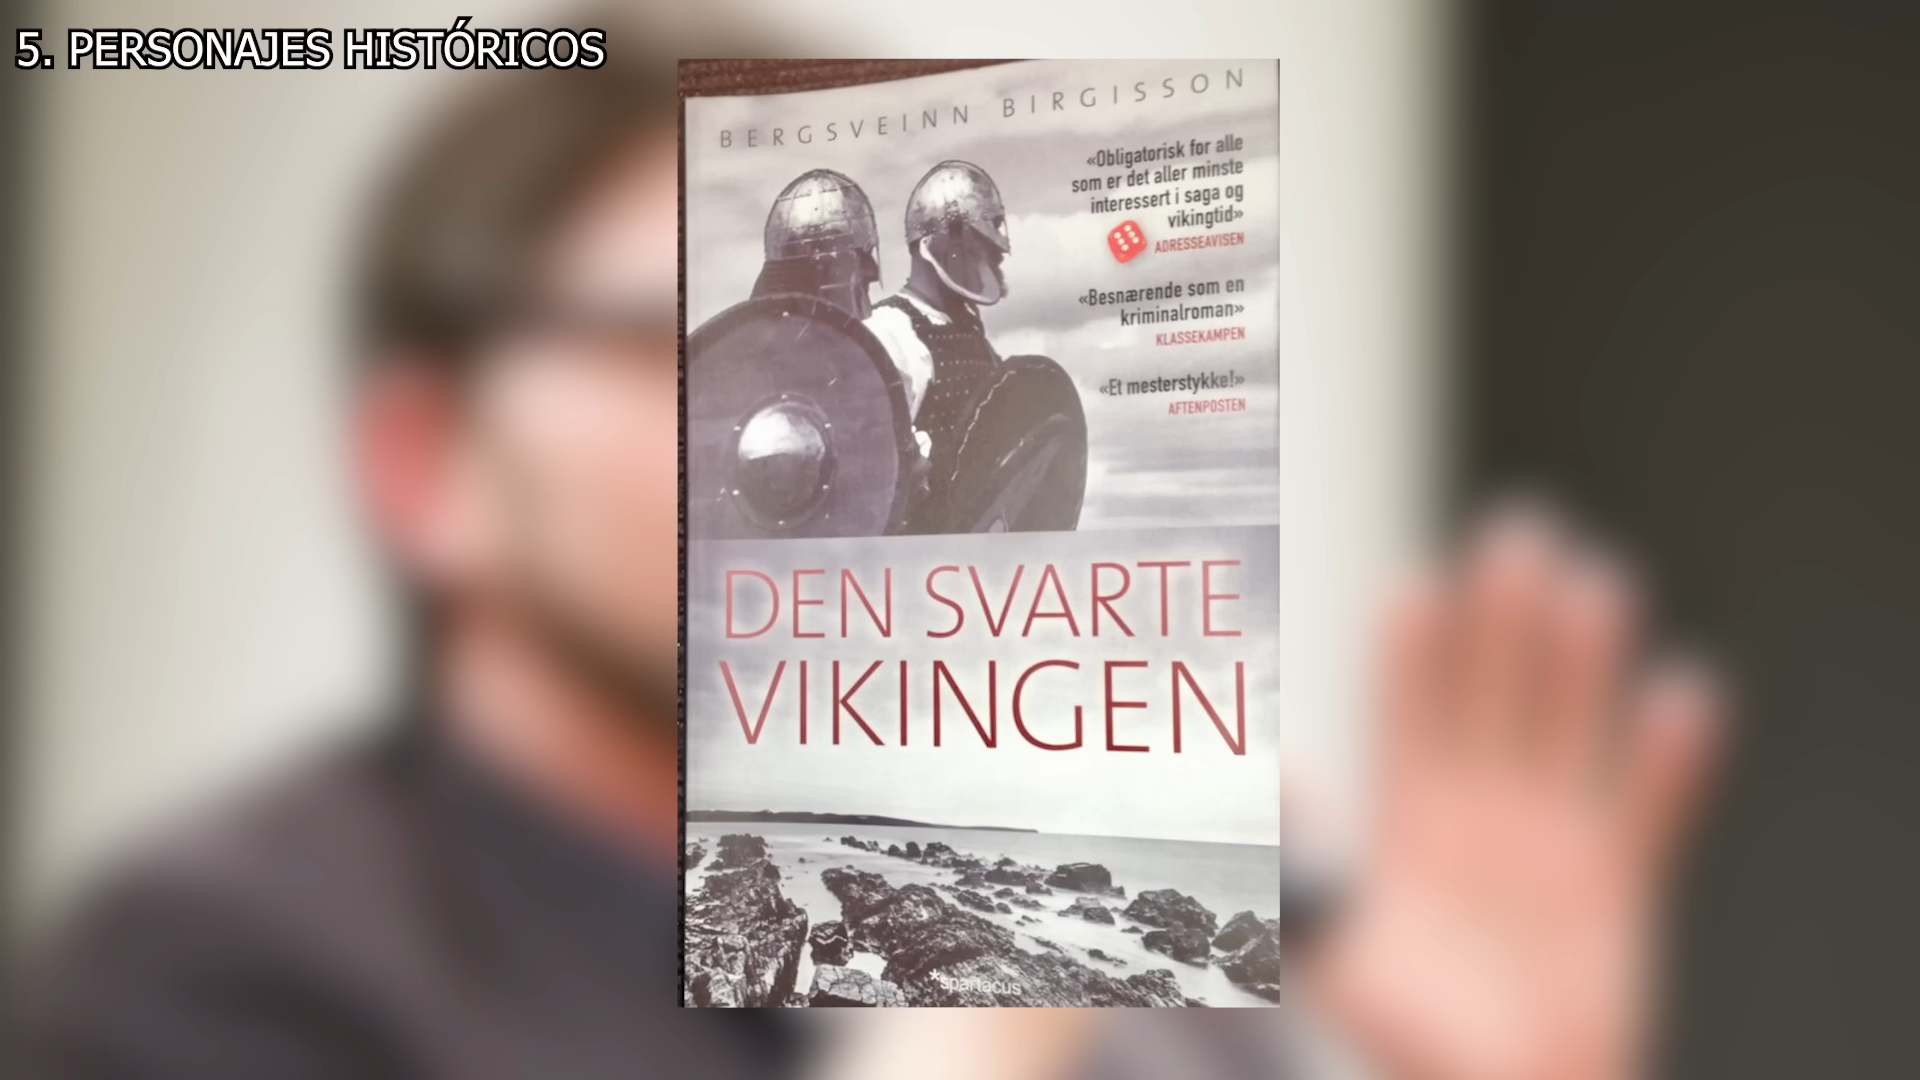 5. PERSONAJES HISTÓRICOS
BERGSVEINN BIRGISSON
«Obligatorisk for alle
som er det aller minste
interessert i saga og
vikingtid»
ADRESSEAVISEN
«Besnærende som en
kriminalroman»
KLASSEKAMPEN
«Et mesterstykke!»
AFTENPOSTEN
DEN SVARTE
VIKINGEN
*spartacus